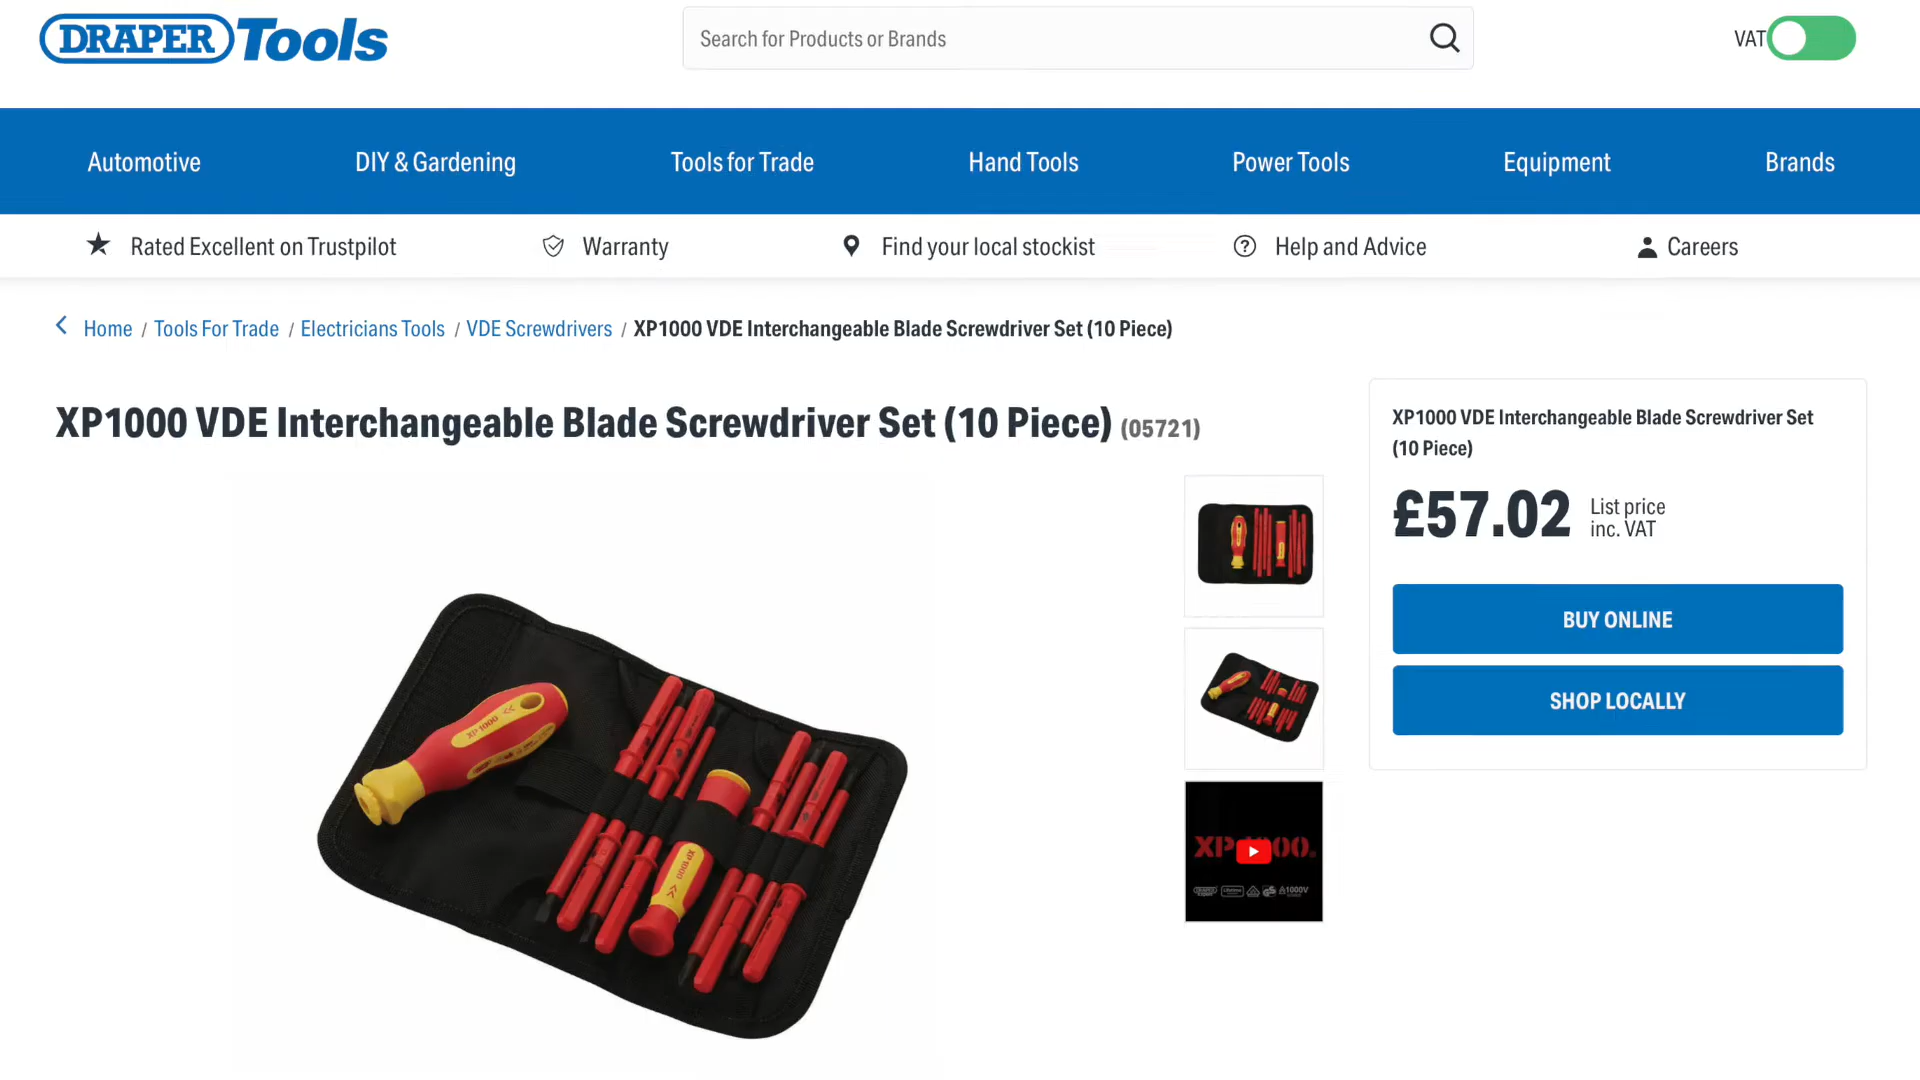 DRAPER Tools
Search for Products or Brands
VAT
Automotive
DIY & Gardening
Tools for Trade
Hand Tools
Power Tools
Equipment
Brands
Rated Excellent on Trustpilot
Warranty
Find your local stockist
Help and Advice
Careers
Home / Tools For Trade / Electricians Tools / VDE Screwdrivers / XP1000 VDE Interchangeable Blade Screwdriver Set (10 Piece)
XP1000 VDE Interchangeable Blade Screwdriver Set (10 Piece) (05721)
XP1000 VDE Interchangeable Blade Screwdriver Set
(10 Piece)
£57.02
List price
inc. VAT
BUY ONLINE
SHOP LOCALLY
XP1000
XP1000
1000V